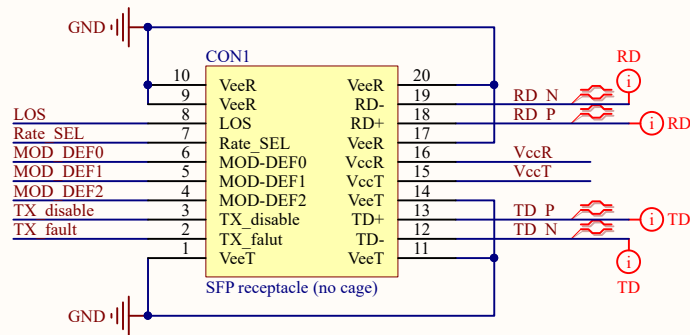 GND
CON1
RD
10 VeeR VeeR 20
9 VeeR RD- 19 RD_N i
LOS 8 LOS RD+ 18 RD_P i RD
Rate_SEL 7 Rate_SEL VeeR 17
MOD_DEF0 6 MOD-DEF0 VccR 16 VccR
MOD_DEF1 5 MOD-DEF1 VccT 15 VccT
MOD_DEF2 4 MOD-DEF2 VeeT 14
TX_disable 3 TX_disable TD+ 13 TD_P i TD
TX_fault 2 TX_falut TD- 12 TD_N i
1 VeeT VeeT 11
TD
SFP receptacle (no cage)
GND